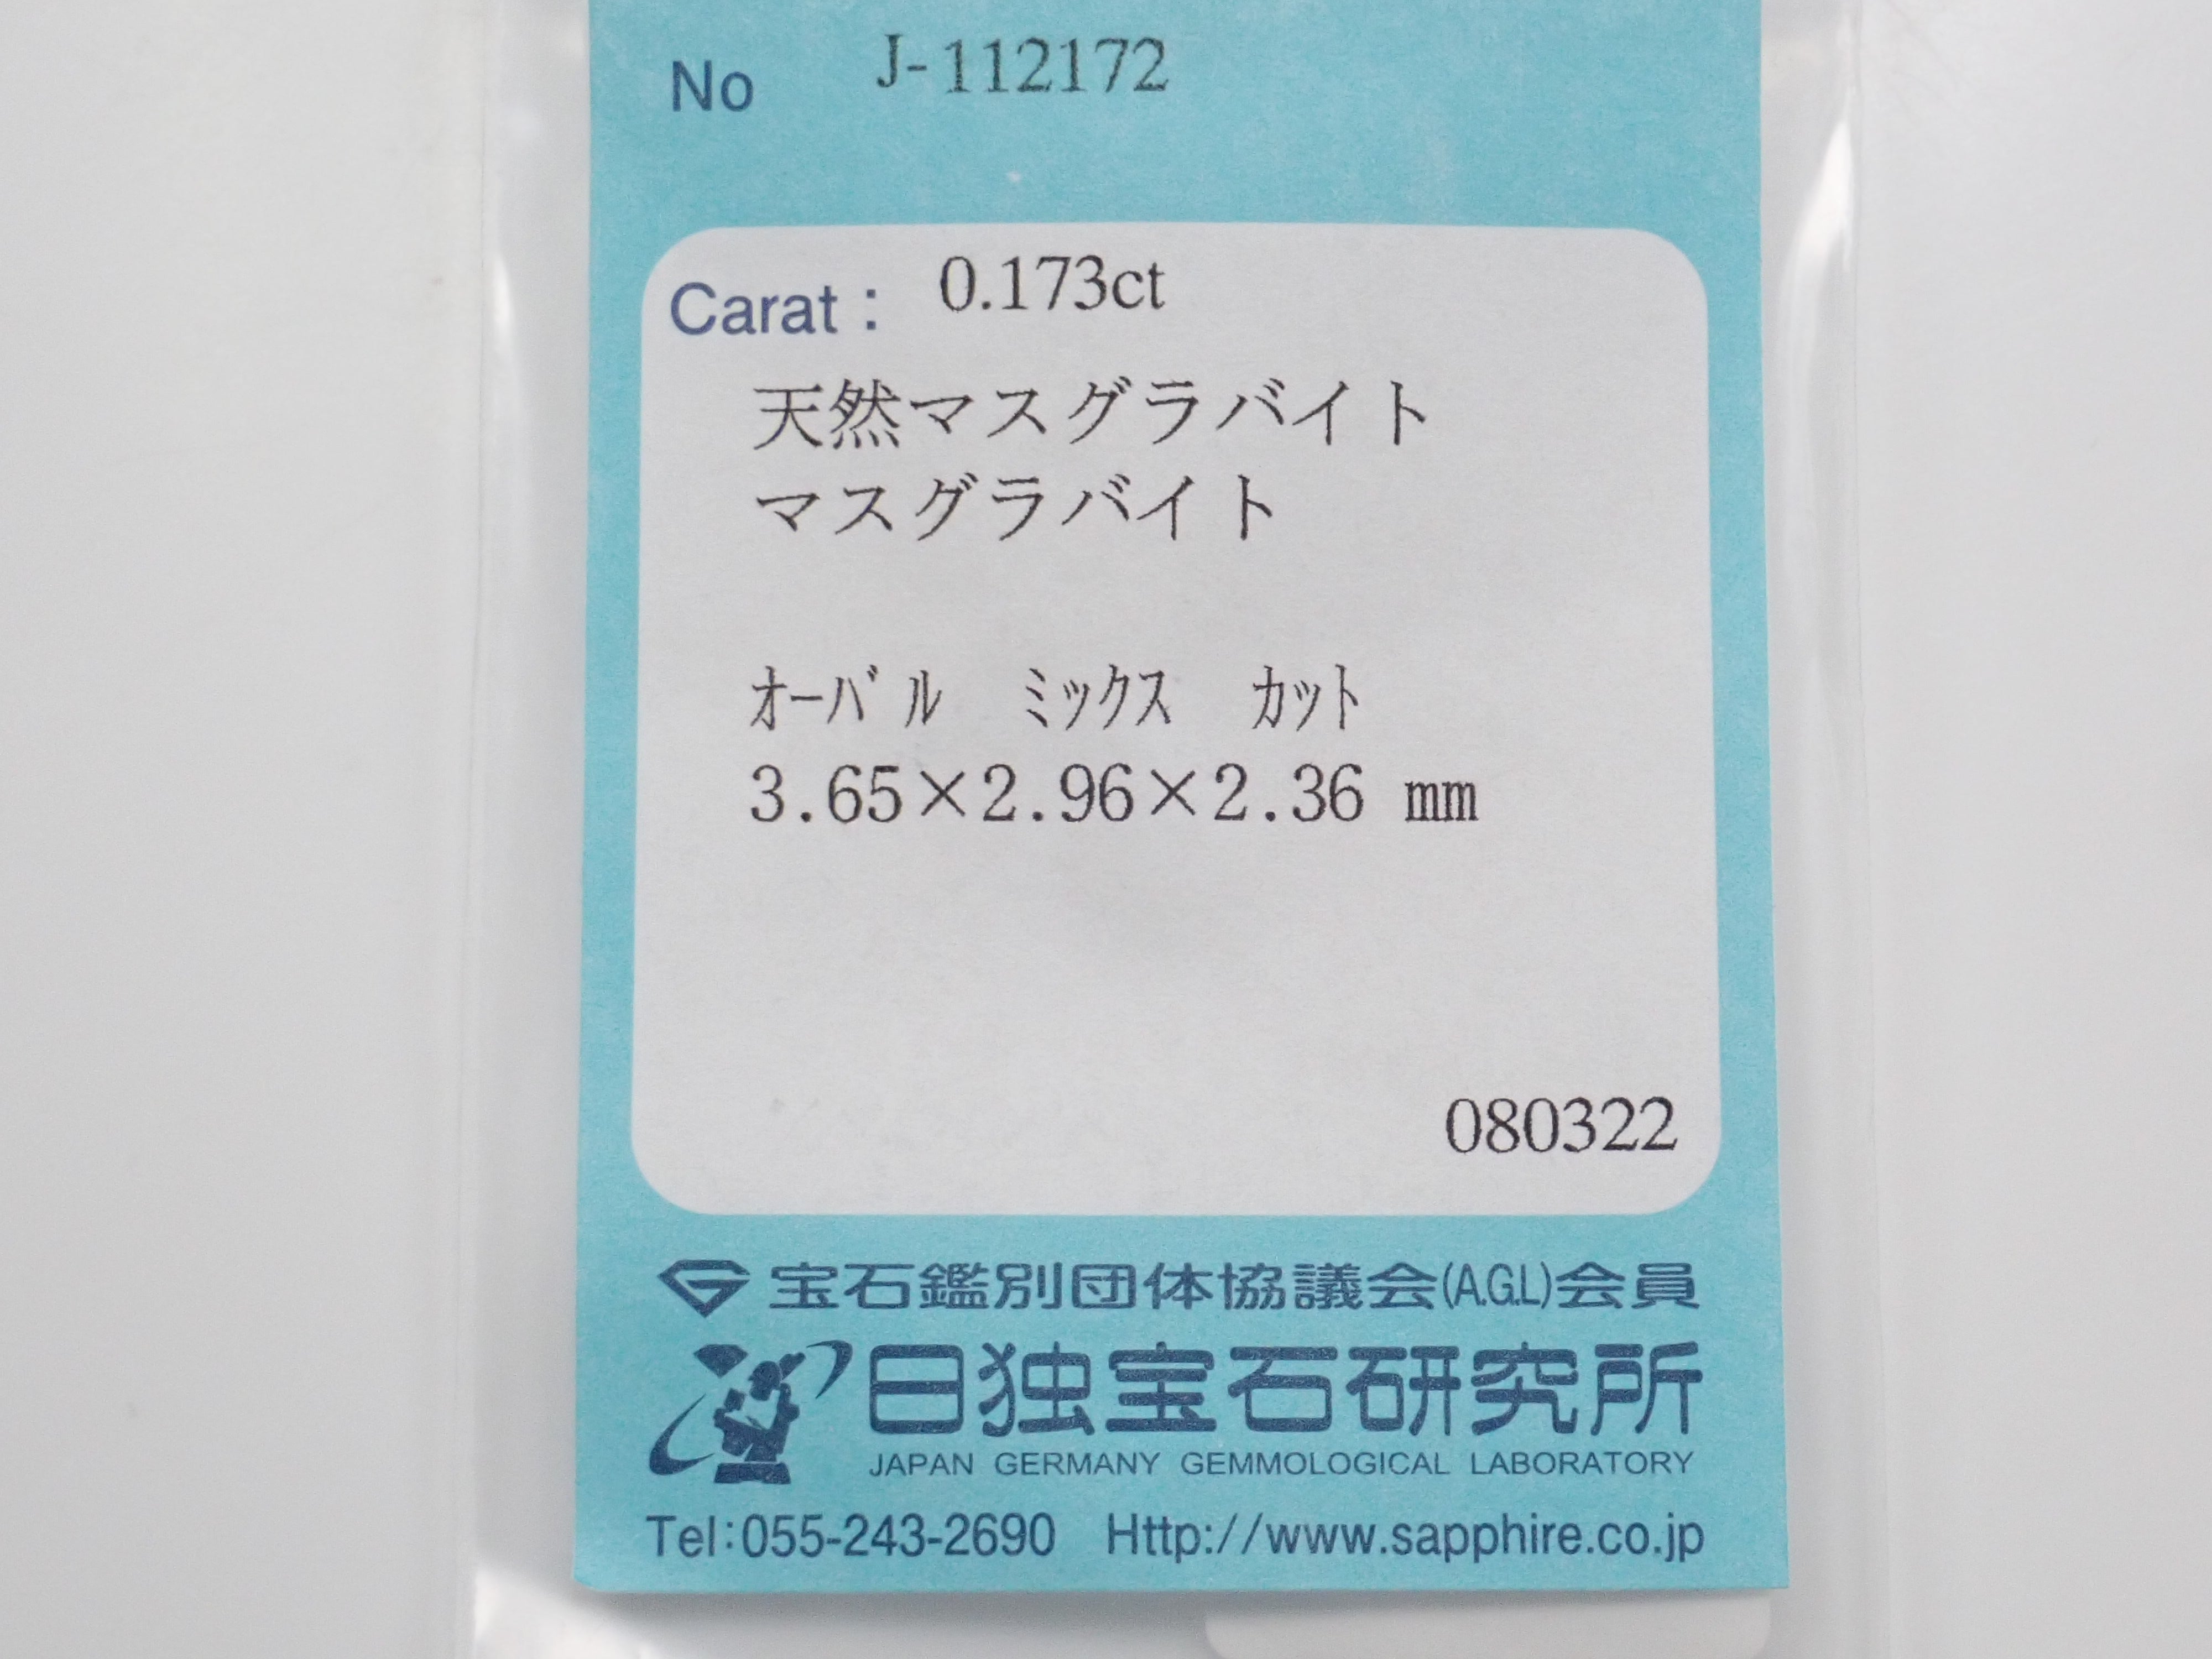 No J-112172
Carat: 0.173ct
天然マスグラバイト
マスグラバイト
ｵｰﾊﾞﾙ ﾐｯｸｽ ｶｯﾄ
3.65×2.96×2.36 mm
080322
宝石鑑別団体協議会(A.G.L)会員
日独宝石研究所
JAPAN GERMANY GEMMOLOGICAL LABORATORY
Tel:055-243-2690 Http://www.sapphire.co.jp